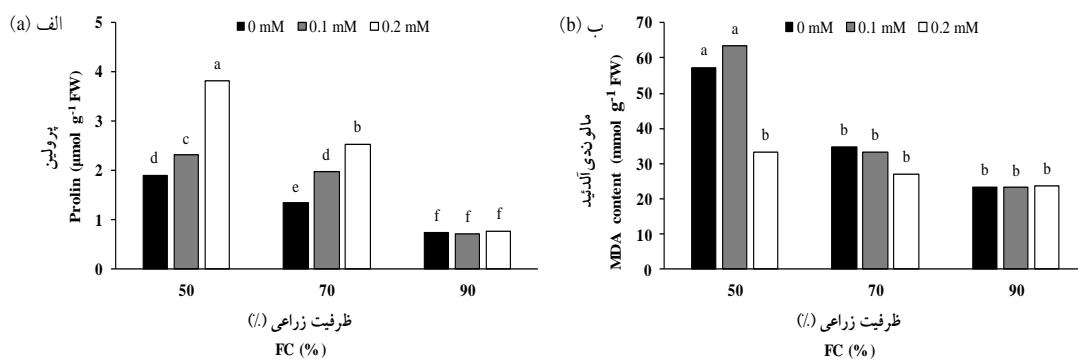 (a) الف
0 mM 0.1 mM 0.2 mM
پرولین
Prolin (µmol g⁻¹ FW)
5
4
3
2
1
0
d c a
e d b
f f f
50 70 90
ظرفیت زراعی (٪)
FC (%)
(b) ب
0 mM 0.1 mM 0.2 mM
مالون‌دی‌آلدئید
MDA content (mmol g⁻¹ FW)
70
60
50
40
30
20
10
0
a a b
b b b
b b b
50 70 90
ظرفیت زراعی (٪)
FC (%)